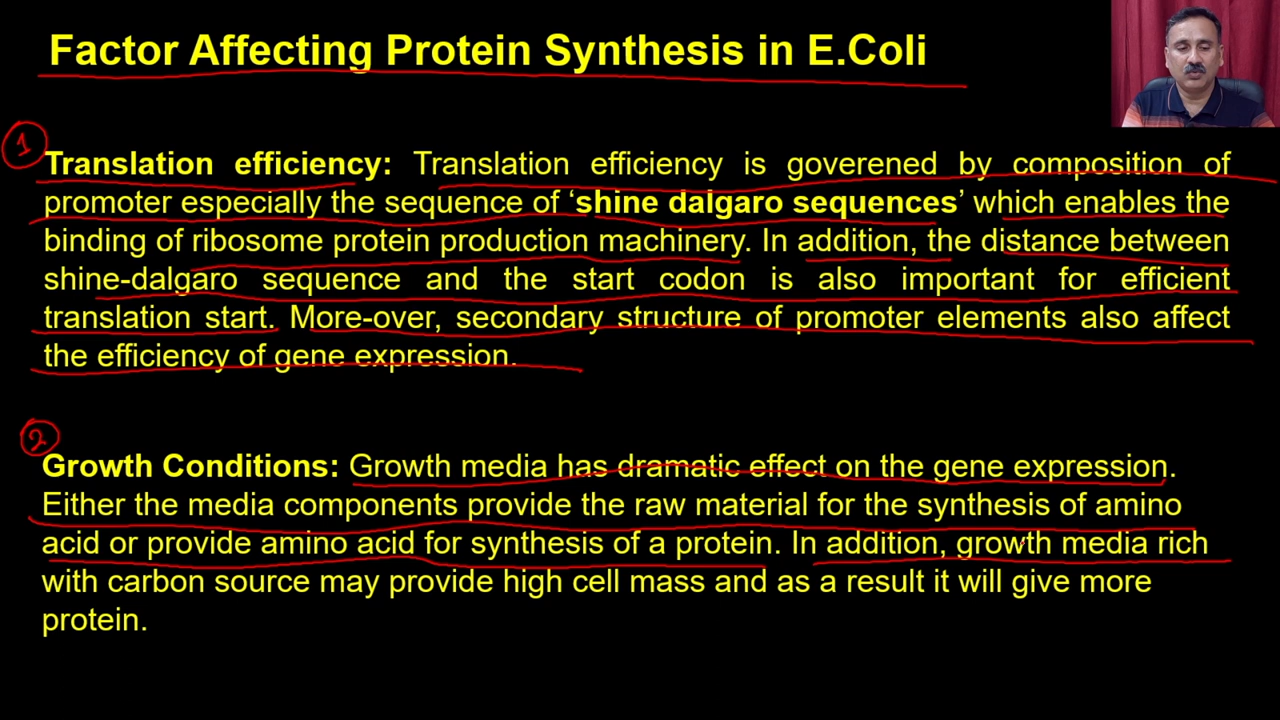 Factor Affecting Protein Synthesis in E.Coli
1
Translation efficiency: Translation efficiency is goverened by composition of
promoter especially the sequence of ‘shine dalgaro sequences’ which enables the
binding of ribosome protein production machinery. In addition, the distance between
shine-dalgaro sequence and the start codon is also important for efficient
translation start. More-over, secondary structure of promoter elements also affect
the efficiency of gene expression.
2
Growth Conditions: Growth media has dramatic effect on the gene expression.
Either the media components provide the raw material for the synthesis of amino
acid or provide amino acid for synthesis of a protein. In addition, growth media rich
with carbon source may provide high cell mass and as a result it will give more
protein.